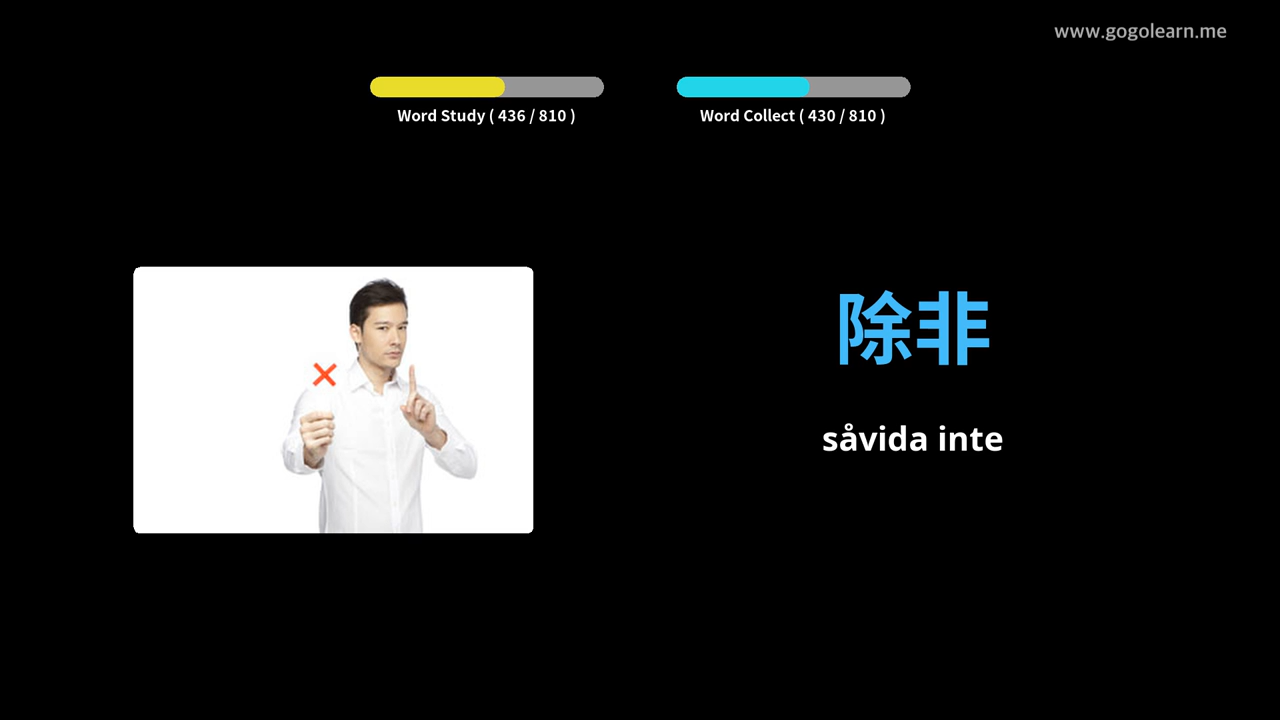 www.gogolearn.me
Word Study ( 436 / 810 )
Word Collect ( 430 / 810 )
除非
såvida inte